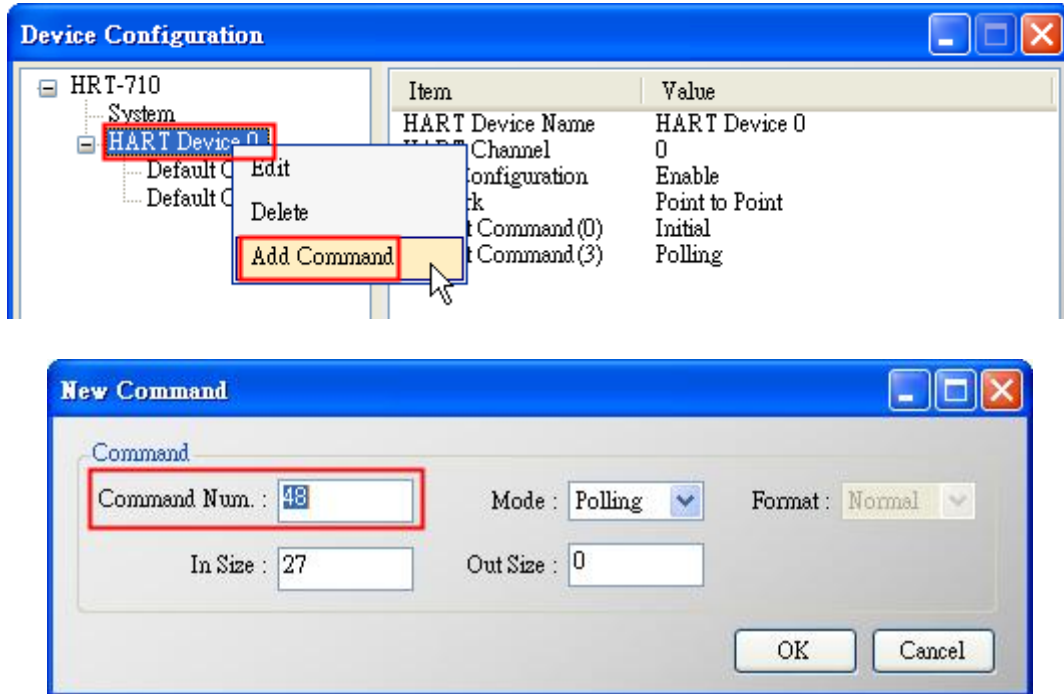 Device Configuration
HRT-710
System
HART Device 0
Default C
Default C
Edit
Delete
Add Command
Item Value
HART Device Name HART Device 0
Channel 0
onfiguration Enable
rk Point to Point
t Command(0) Initial
t Command(3) Polling
New Command
Command
Command Num. : 48 Mode : Polling Format : Normal
In Size : 27 Out Size : 0
OK Cancel